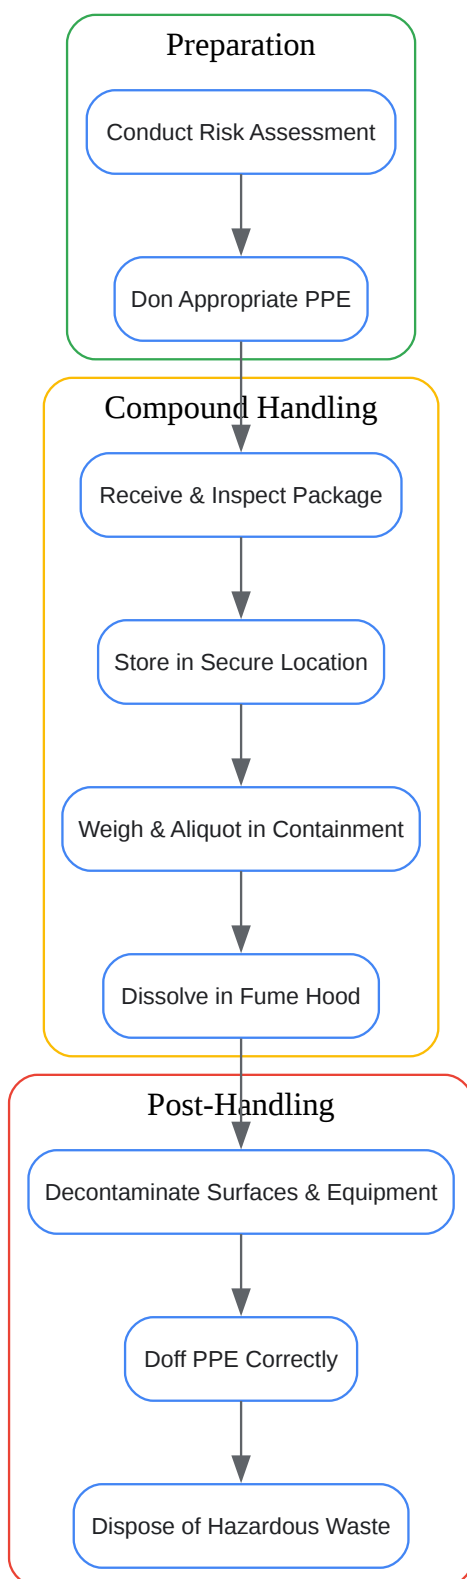 Preparation
Conduct Risk Assessment
Don Appropriate PPE
Compound Handling
Receive & Inspect Package
Store in Secure Location
Weigh & Aliquot in Containment
Dissolve in Fume Hood
Post-Handling
Decontaminate Surfaces & Equipment
Doff PPE Correctly
Dispose of Hazardous Waste